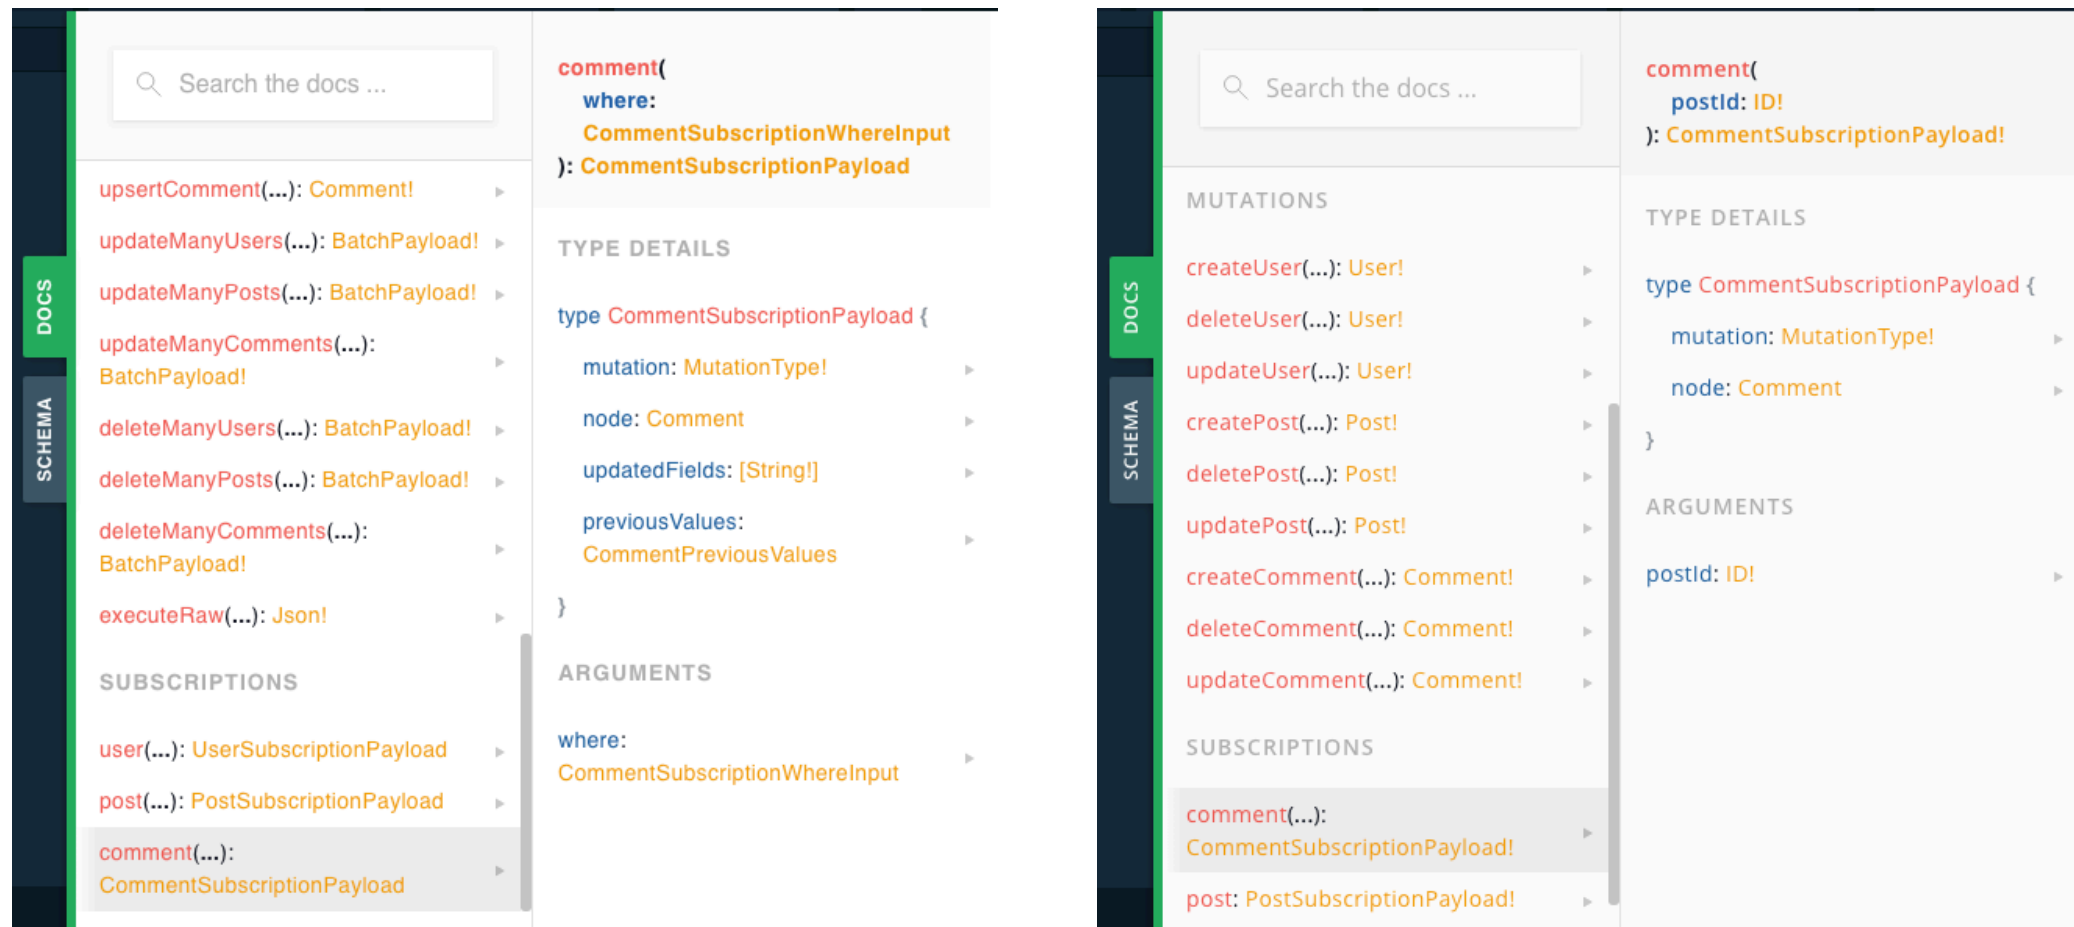 DOCS
SCHEMA
Search the docs ...
upsertComment(...): Comment!
updateManyUsers(...): BatchPayload!
updateManyPosts(...): BatchPayload!
updateManyComments(...):
BatchPayload!
deleteManyUsers(...): BatchPayload!
deleteManyPosts(...): BatchPayload!
deleteManyComments(...):
BatchPayload!
executeRaw(...): Json!
SUBSCRIPTIONS
user(...): UserSubscriptionPayload
post(...): PostSubscriptionPayload
comment(...):
CommentSubscriptionPayload
comment(
where:
CommentSubscriptionWhereInput
): CommentSubscriptionPayload
TYPE DETAILS
type CommentSubscriptionPayload {
mutation: MutationType!
node: Comment
updatedFields: [String!]
previousValues:
CommentPreviousValues
}
ARGUMENTS
where:
CommentSubscriptionWhereInput
DOCS
SCHEMA
Search the docs ...
MUTATIONS
createUser(...): User!
deleteUser(...): User!
updateUser(...): User!
createPost(...): Post!
deletePost(...): Post!
updatePost(...): Post!
createComment(...): Comment!
deleteComment(...): Comment!
updateComment(...): Comment!
SUBSCRIPTIONS
comment(...):
CommentSubscriptionPayload!
post: PostSubscriptionPayload!
comment(
postId: ID!
): CommentSubscriptionPayload!
TYPE DETAILS
type CommentSubscriptionPayload {
mutation: MutationType!
node: Comment
}
ARGUMENTS
postId: ID!